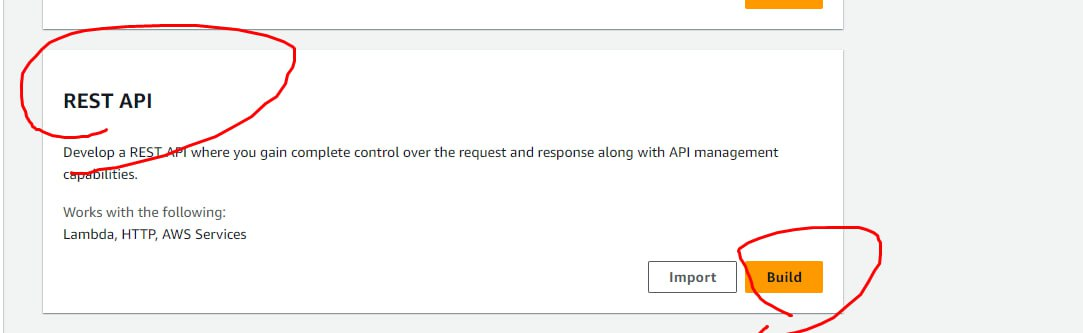 REST API
Develop a REST API where you gain complete control over the request and response along with API management
capabilities.
Works with the following:
Lambda, HTTP, AWS Services
Import
Build